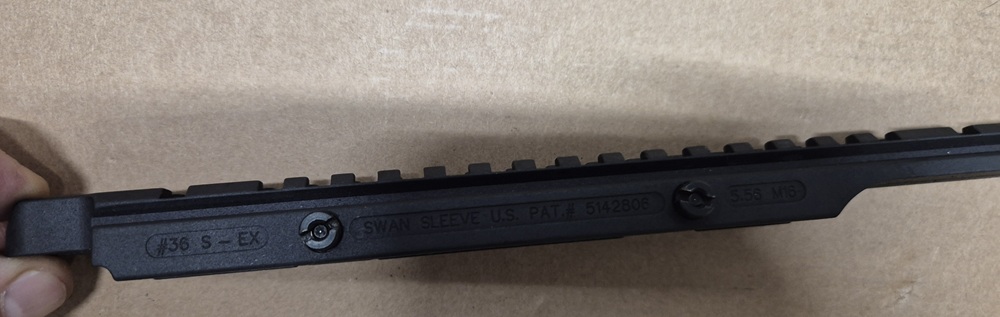 #36 S - EX
SWAN SLEEVE U.S. PAT.# 5142806
5.56 M16